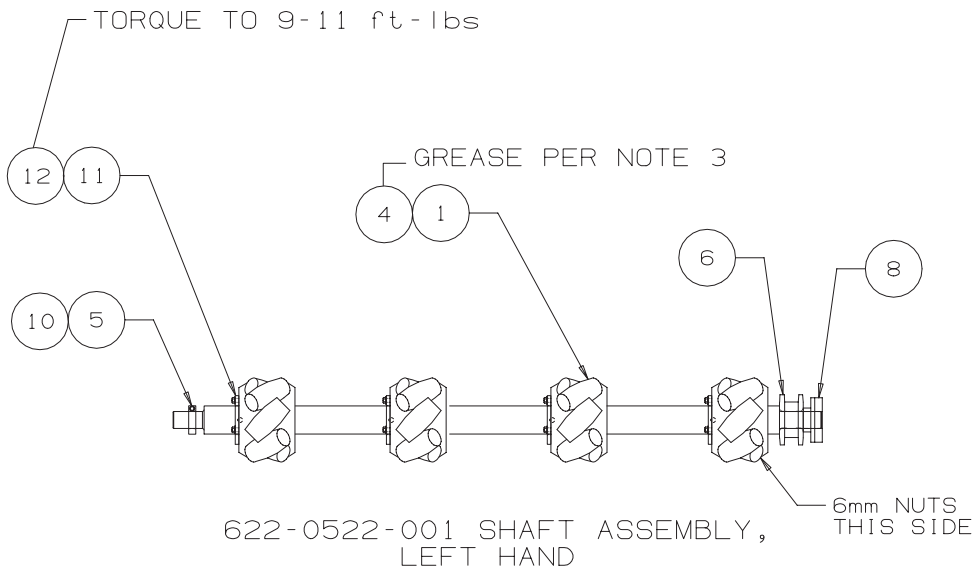 TORQUE TO 9-11 ft-lbs
GREASE PER NOTE 3
12 11
4 1
6
8
10 5
6mm NUTS
THIS SIDE
622-0522-001 SHAFT ASSEMBLY,
LEFT HAND